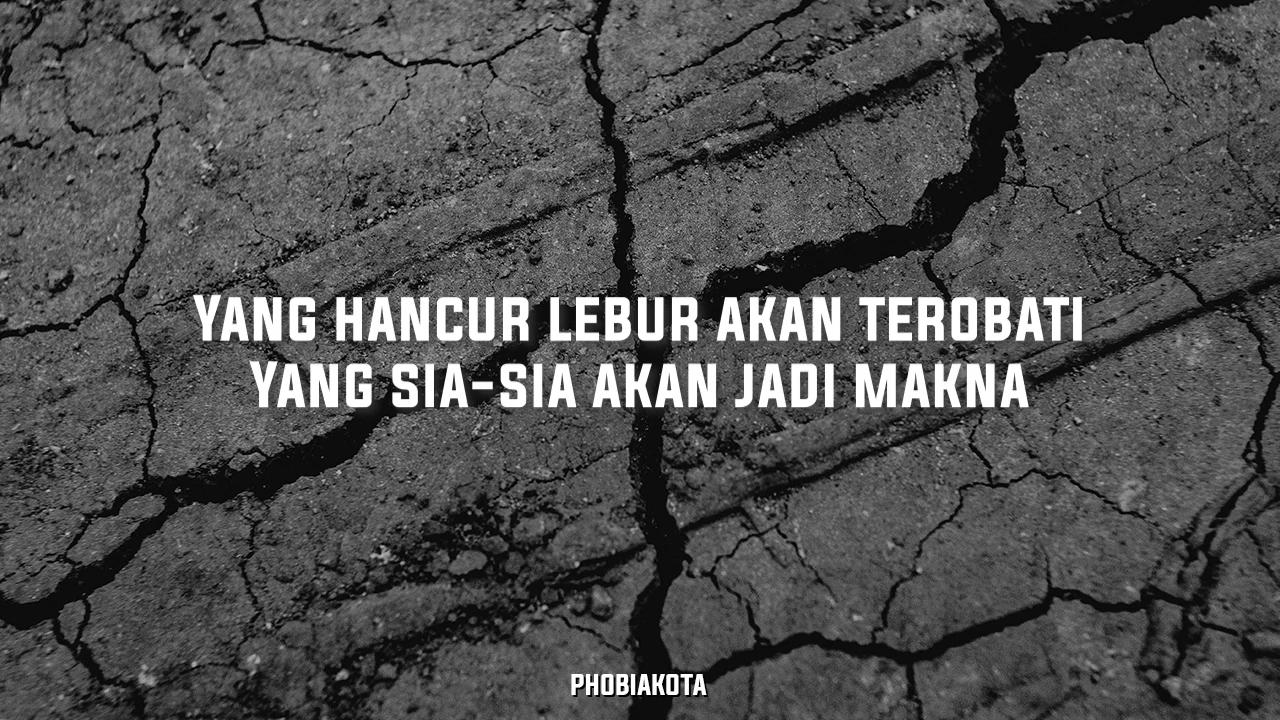 YANG HANCUR LEBUR AKAN TEROBATI
YANG SIA-SIA AKAN JADI MAKNA
PHOBIAKOTA